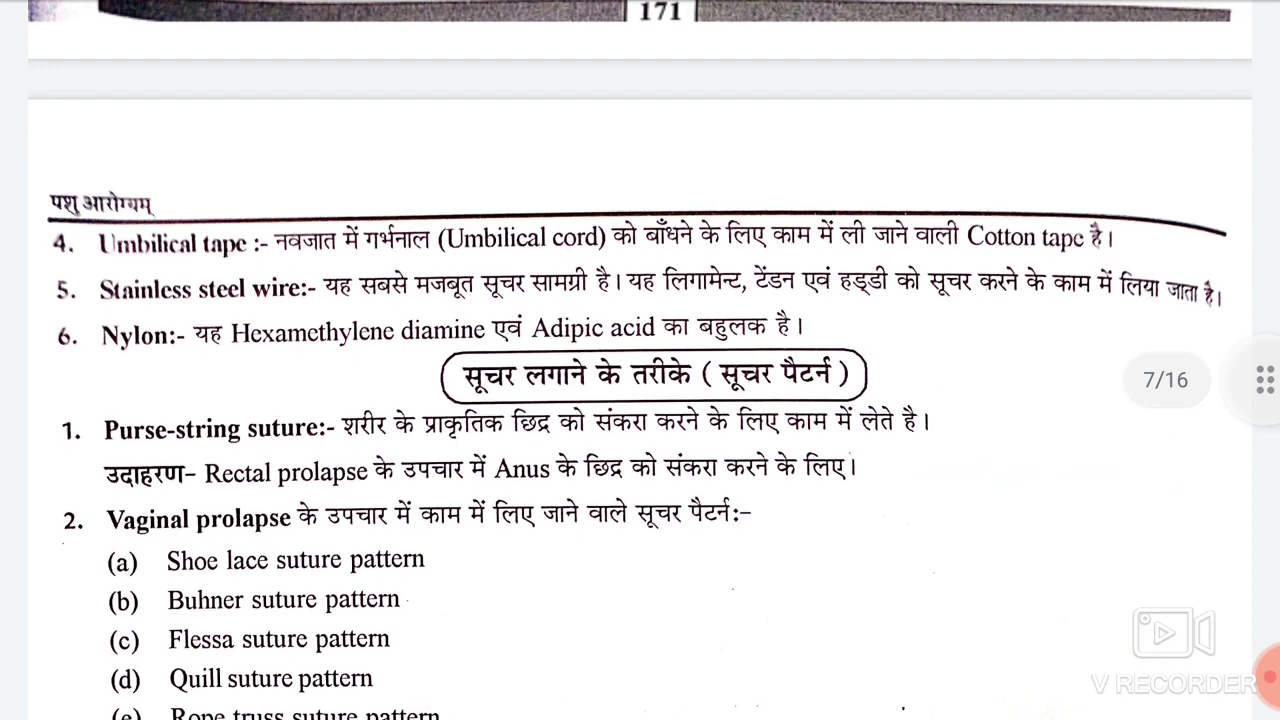 171
पशु आरोग्यम्
4. Umbilical tape :- नवजात में गर्भनाल (Umbilical cord) को बाँधने के लिए काम में ली जाने वाली Cotton tape है।
5. Stainless steel wire:- यह सबसे मजबूत सूचर सामग्री है। यह लिगामेन्ट, टेंडन एवं हड्डी को सूचर करने के काम में लिया जाता है।
6. Nylon:- यह Hexamethylene diamine एवं Adipic acid का बहुलक है।
सूचर लगाने के तरीके ( सूचर पैटर्न )
7/16
1. Purse-string suture:- शरीर के प्राकृतिक छिद्र को संकरा करने के लिए काम में लेते है।
उदाहरण– Rectal prolapse के उपचार में Anus के छिद्र को संकरा करने के लिए।
2. Vaginal prolapse के उपचार में काम में लिए जाने वाले सूचर पैटर्न:–
(a) Shoe lace suture pattern
(b) Buhner suture pattern
(c) Flessa suture pattern
(d) Quill suture pattern
(e) Rope truss suture pattern
V RECORDER